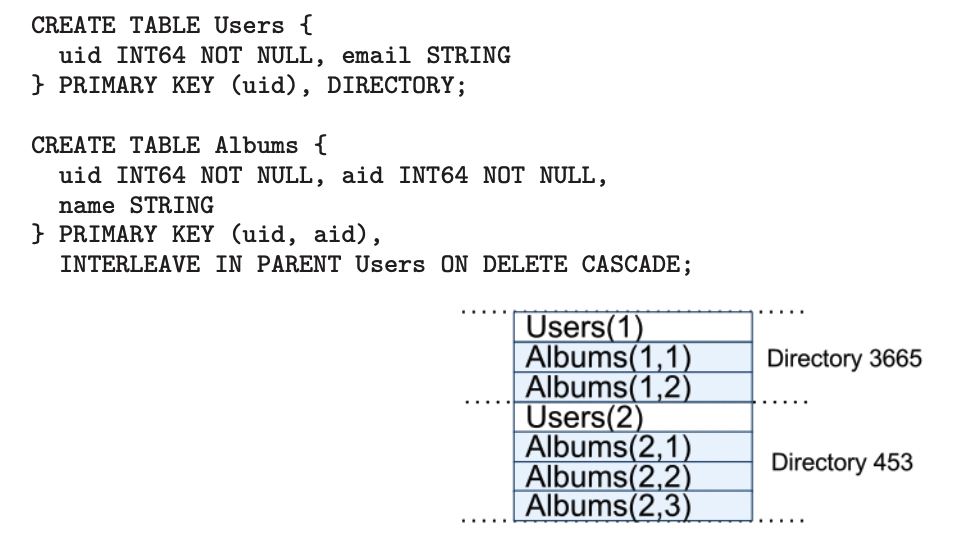 CREATE TABLE Users {
uid INT64 NOT NULL, email STRING
} PRIMARY KEY (uid), DIRECTORY;
CREATE TABLE Albums {
uid INT64 NOT NULL, aid INT64 NOT NULL,
name STRING
} PRIMARY KEY (uid, aid),
INTERLEAVE IN PARENT Users ON DELETE CASCADE;
Users(1)
Albums(1,1)
Directory 3665
Albums(1,2)
Users(2)
Albums(2,1)
Directory 453
Albums(2,2)
Albums(2,3)